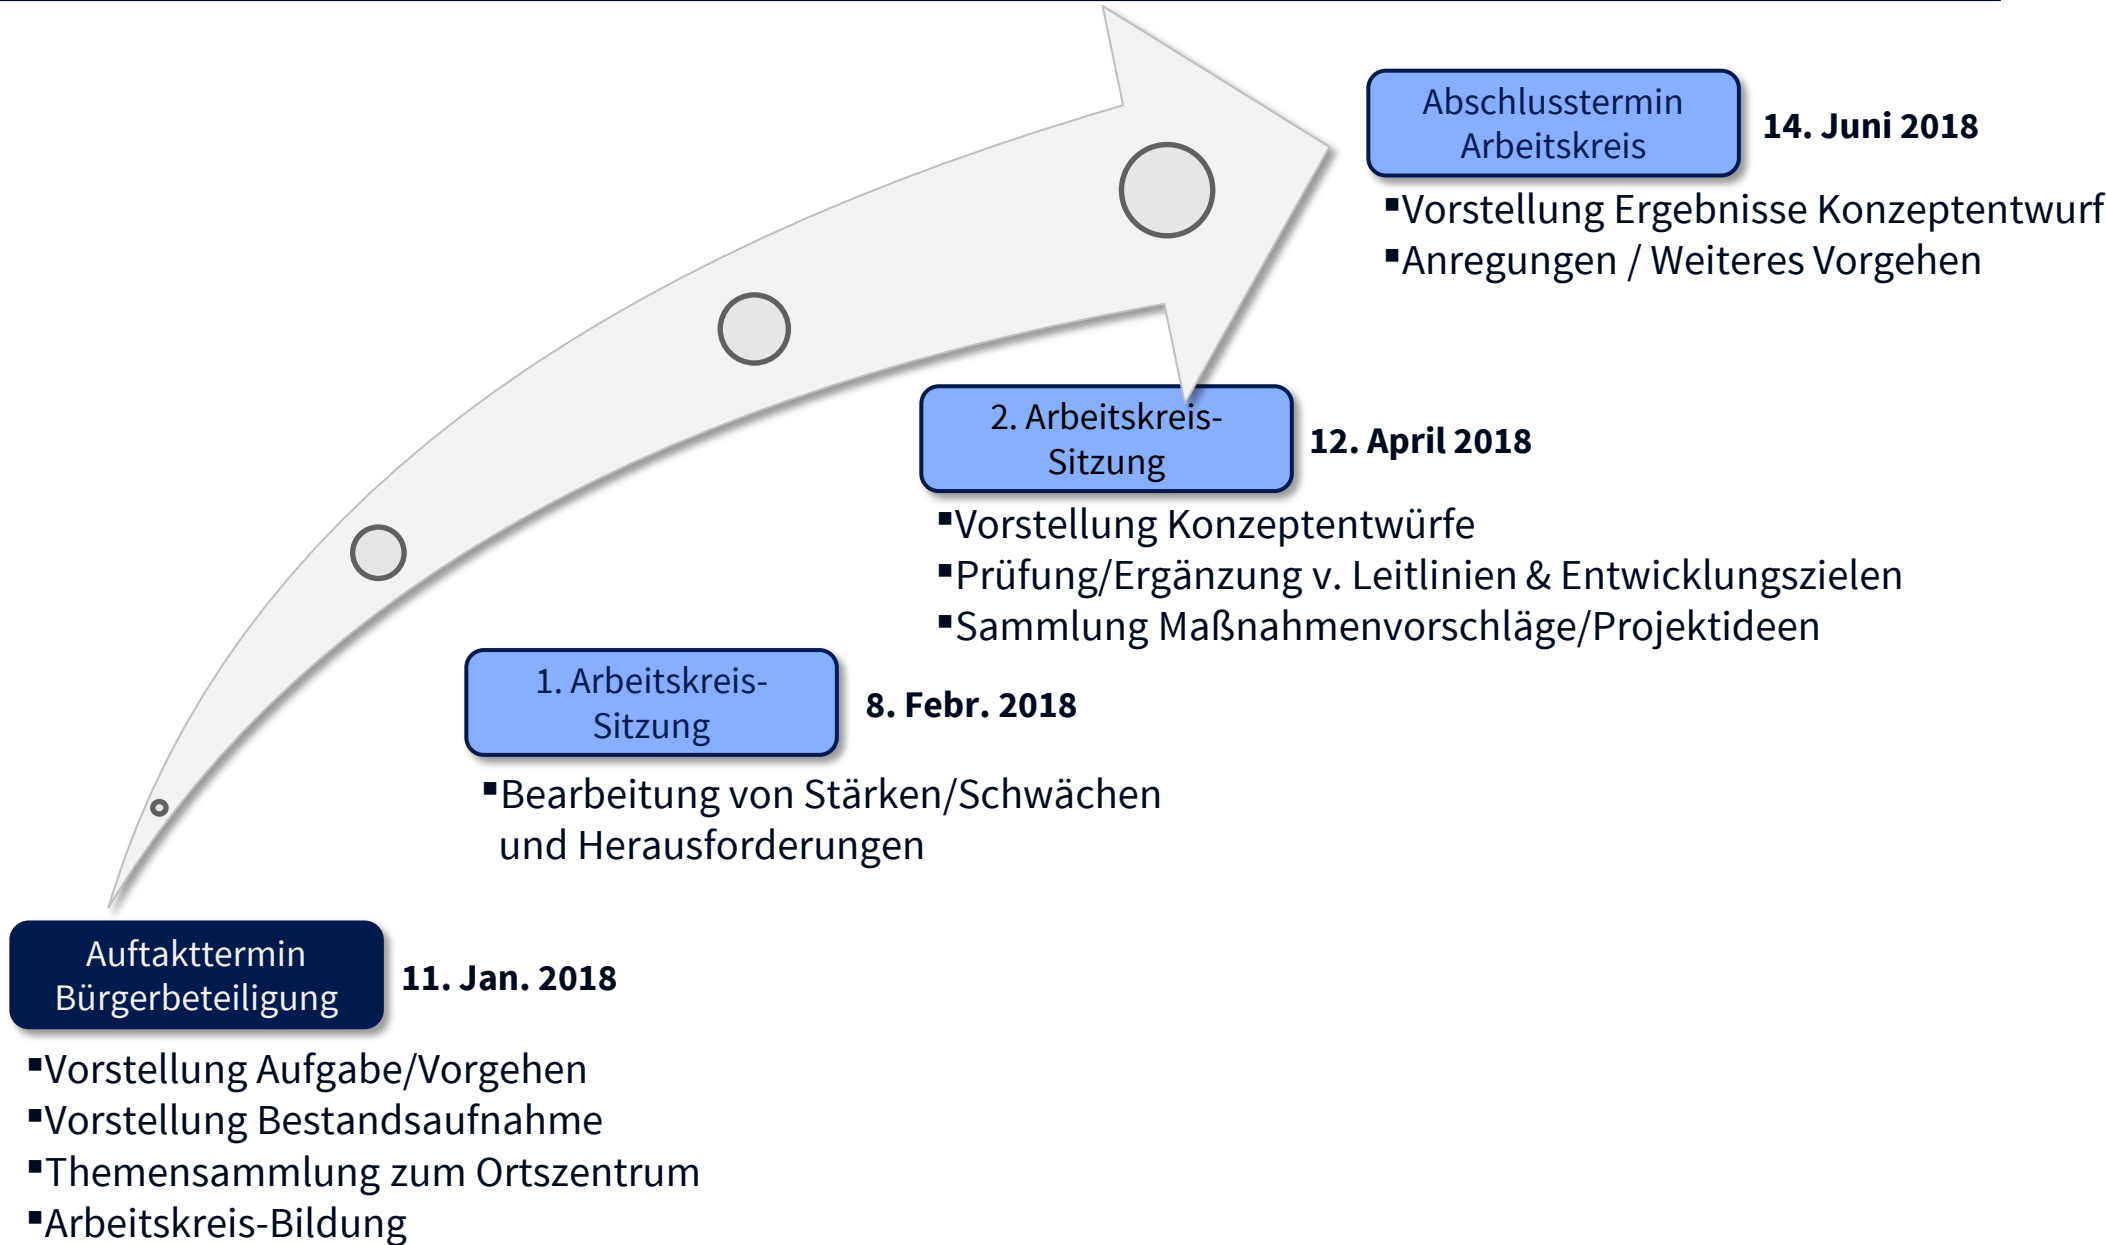 Abschlusstermin
Arbeitskreis
14. Juni 2018
▪Vorstellung Ergebnisse Konzeptentwurf
▪Anregungen / Weiteres Vorgehen
2. Arbeitskreis-
Sitzung
12. April 2018
▪Vorstellung Konzeptentwürfe
▪Prüfung/Ergänzung v. Leitlinien & Entwicklungszielen
▪Sammlung Maßnahmenvorschläge/Projektideen
1. Arbeitskreis-
Sitzung
8. Febr. 2018
▪Bearbeitung von Stärken/Schwächen
und Herausforderungen
Auftakttermin
Bürgerbeteiligung
11. Jan. 2018
▪Vorstellung Aufgabe/Vorgehen
▪Vorstellung Bestandsaufnahme
▪Themensammlung zum Ortszentrum
▪Arbeitskreis-Bildung